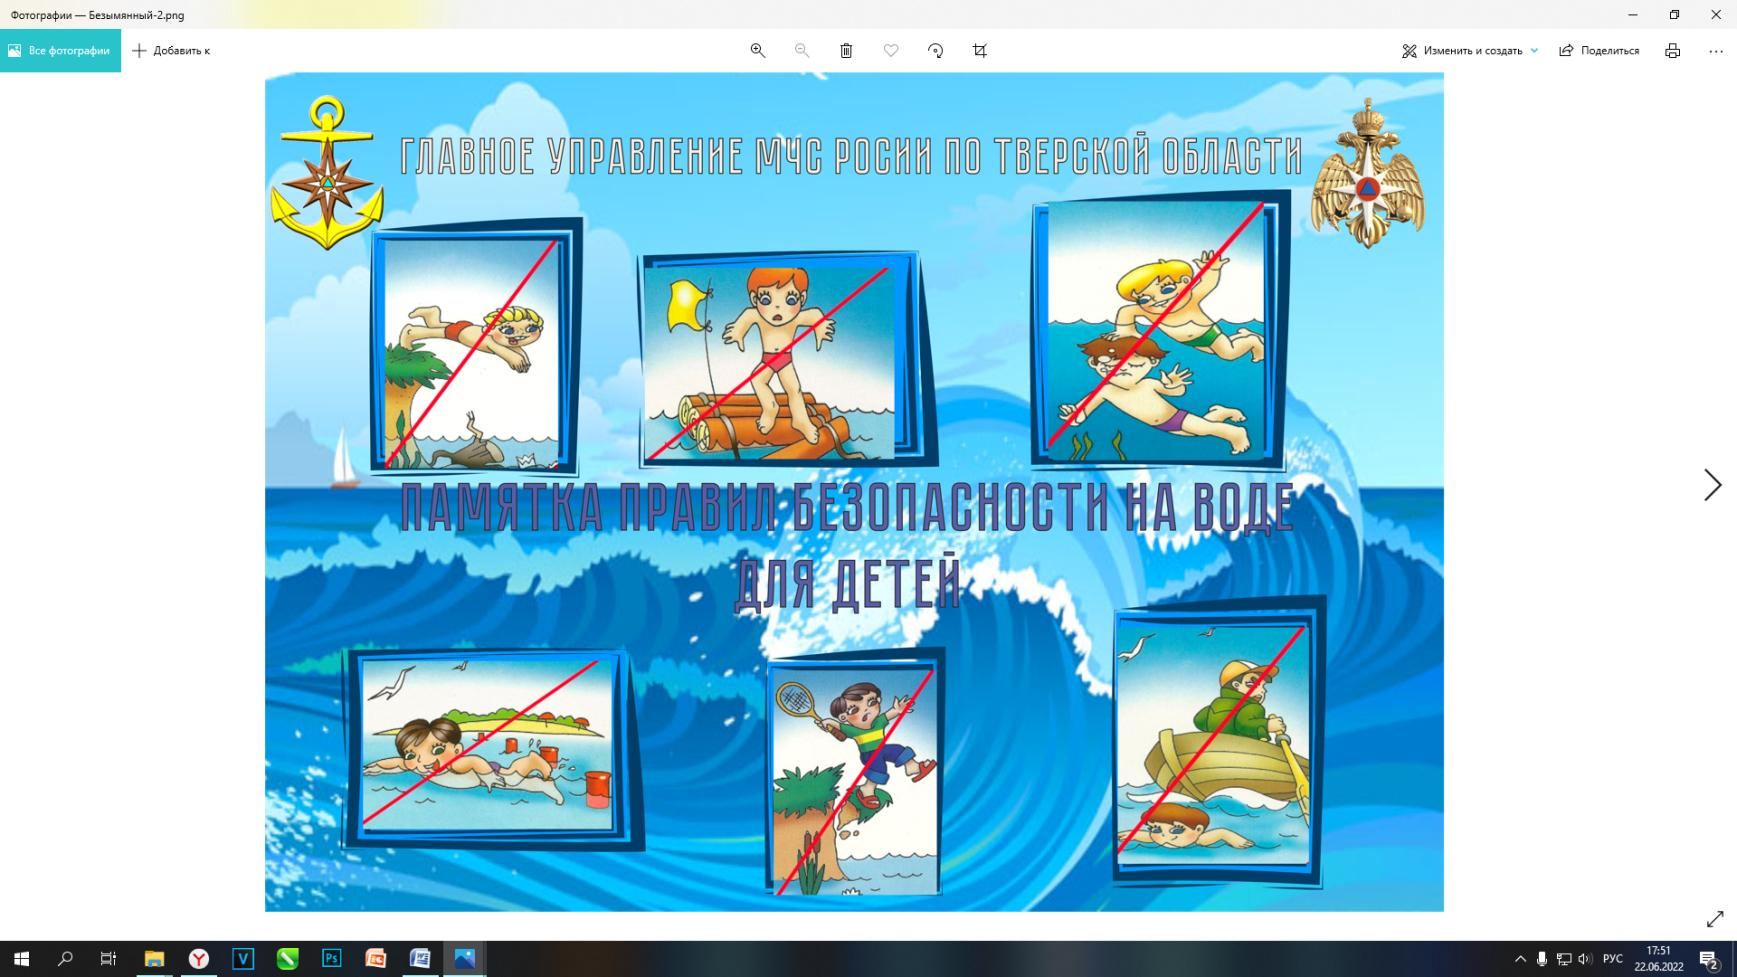 Фотографии — Безымянный-2.png
Все фотографии
Добавить к
Изменить и создать
Поделиться
ГЛАВНОЕ УПРАВЛЕНИЕ МЧС РОСИИ ПО ТВЕРСКОЙ ОБЛАСТИ
ПАМЯТКА ПРАВИЛ БЕЗОПАСНОСТИ НА ВОДЕ
ДЛЯ ДЕТЕЙ
РУС
17:51
22.06.2022
2